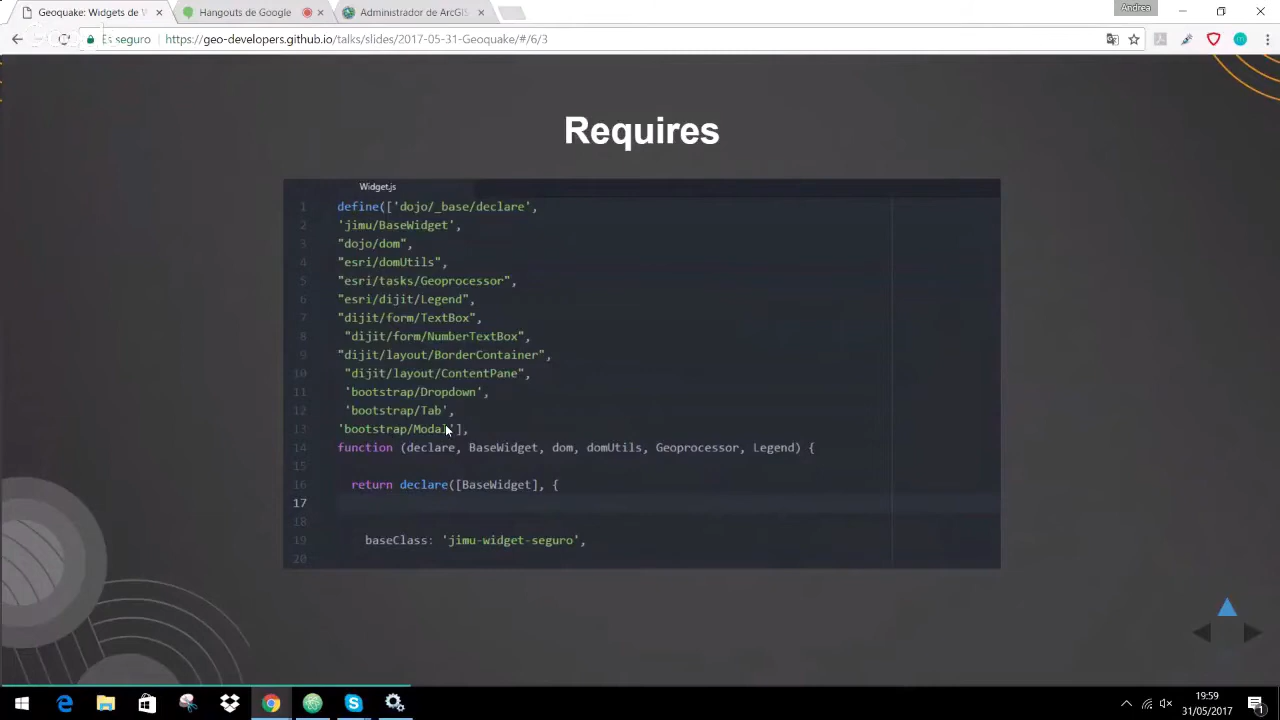 Geoquake: Widgets de W
Hangouts de Google
Administrador de ArcGIS
Andrea
Es seguro
https://geo-developers.github.io/talks/slides/2017-05-31-Geoquake/#/6/3
Requires
Widget.js
1 define(['dojo/_base/declare',
2 'jimu/BaseWidget',
3 "dojo/dom",
4 "esri/domUtils",
5 "esri/tasks/Geoprocessor",
6 "esri/dijit/Legend",
7 "dijit/form/TextBox",
8 "dijit/form/NumberTextBox",
9 "dijit/layout/BorderContainer",
10 "dijit/layout/ContentPane",
11 'bootstrap/Dropdown',
12 'bootstrap/Tab',
13 'bootstrap/Modal'],
14 function (declare, BaseWidget, dom, domUtils, Geoprocessor, Legend) {
15
16 return declare([BaseWidget], {
17
18
19 baseClass: 'jimu-widget-seguro',
20
19:59
31/05/2017
1